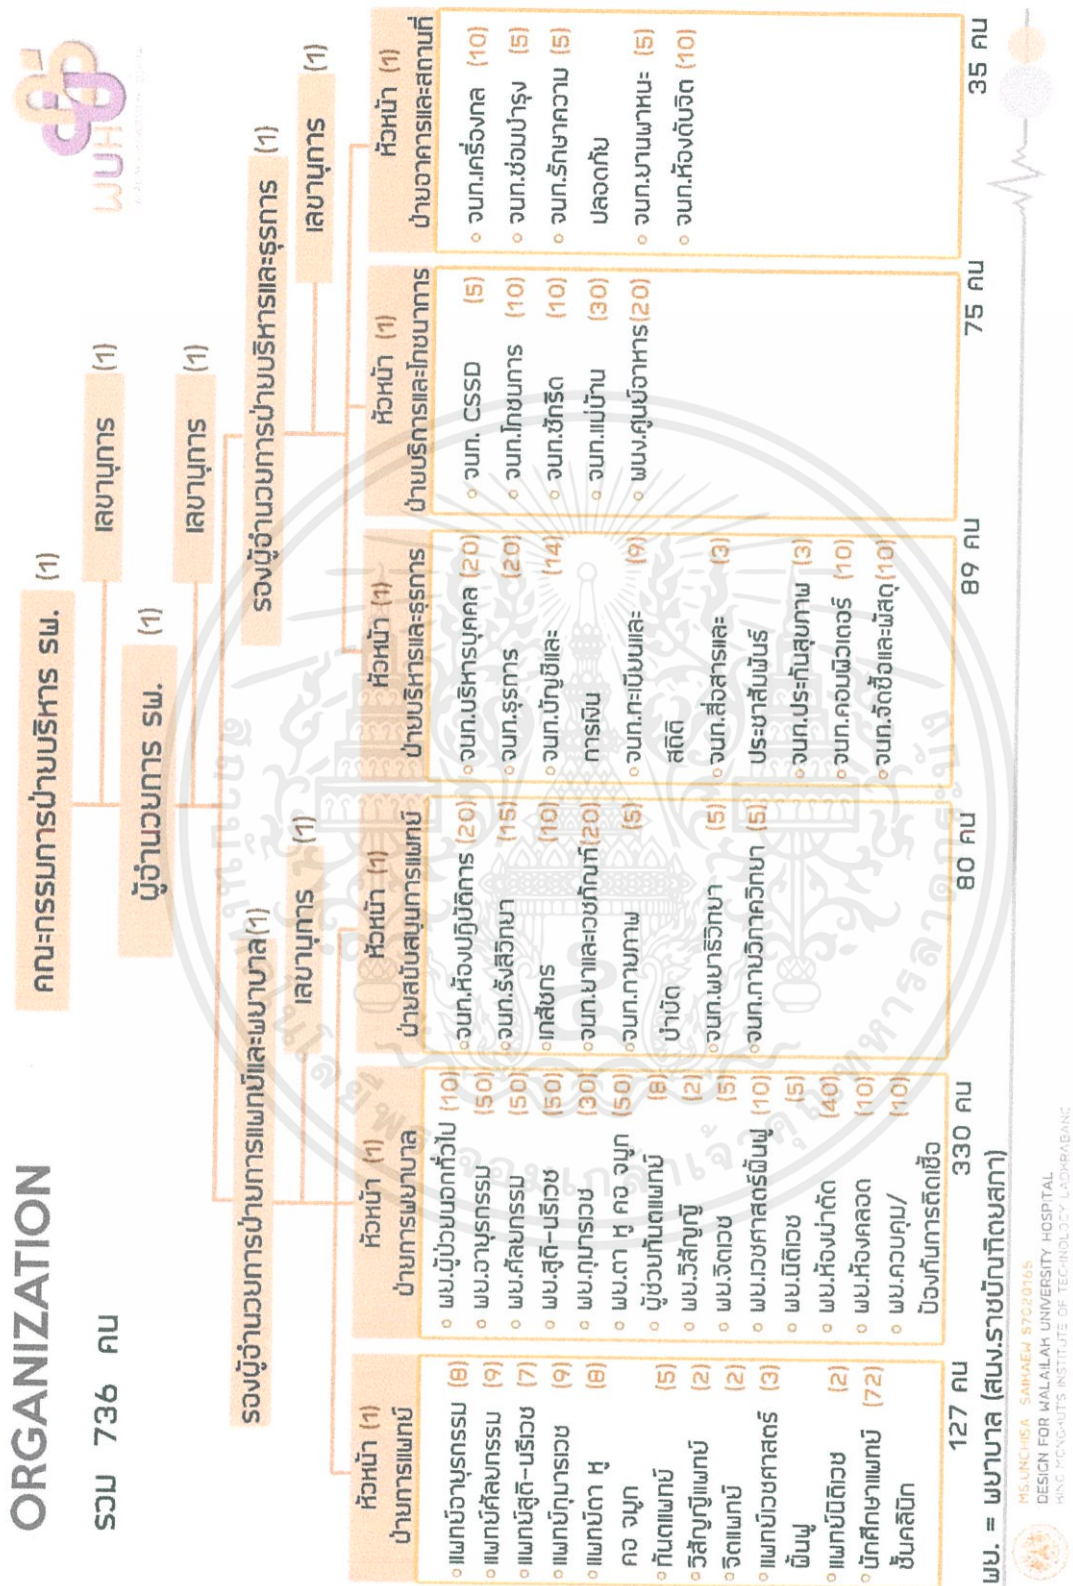 ORGANIZATION
รวม 736 คน
คณะกรรมการฝ่ายบริหาร รพ. (1)
เลขานุการ (1)
ผู้อำนวยการ รพ. (1)
เลขานุการ (1)
รองผู้อำนวยการฝ่ายการแพทย์และพยาบาล(1)
เลขานุการ (1)
รองผู้อำนวยการฝ่ายบริหารและธุรการ (1)
เลขานุการ (1)
หัวหน้า (1)
ฝ่ายการแพทย์
แพทย์อายุรกรรม (8)
แพทย์ศัลยกรรม (9)
แพทย์สูติ-นรีเวช (7)
แพทย์กุมารเวช (9)
แพทย์ตา หู (8)
คอ จมูก
ทันตแพทย์ (5)
วิสัญญีแพทย์ (2)
จิตแพทย์ (2)
แพทย์เวชศาสตร์ (3)
ฟื้นฟู
แพทย์นิติเวช (2)
นักศึกษาแพทย์ (72)
ชั้นคลินิก
127 คน
หัวหน้า (1)
ฝ่ายการพยาบาล
พย.ผู้ป่วยนอกทั่วไป (10)
พย.อายุรกรรม (50)
พย.ศัลยกรรม (50)
พย.สูติ-นรีเวช (50)
พย.กุมารเวช (30)
พย.ตา หู คอ จมูก (50)
ผู้ช่วยทันตแพทย์ (8)
พย.วิสัญญี (2)
พย.จิตเวช (5)
พย.เวชศาสตร์ฟื้นฟู (10)
พย.นิติเวช (5)
พย.ห้องผ่าตัด (40)
พย.ห้องคลอด (10)
พย.ควบคุม/ (10)
ป้องกันการติดเชื้อ
330 คน
หัวหน้า (1)
ฝ่ายสนับสนุนการแพทย์
จนท.ห้องปฏิบัติการ (20)
จนท.รังสีวิทยา (15)
เภสัชกร (10)
จนท.ยาและเวชภัณฑ์(20)
จนท.กายภาพ (5)
บำบัด
จนท.พยาธิวิทยา (5)
จนท.กายวิภาควิทยา (5)
80 คน
หัวหน้า (1)
ฝ่ายบริหารและธุรการ
จนท.บริหารบุคคล (20)
จนท.ธุรการ (20)
จนท.บัญชีและ (14)
การเงิน
จนท.ทะเบียนและ (9)
สถิติ
จนท.สื่อสารและ (3)
ประชาสัมพันธ์
จนท.ประกันสุขภาพ (3)
จนท.คอมพิวเตอร์ (10)
จนท.จัดซื้อและพัสดุ(10)
89 คน
หัวหน้า (1)
ฝ่ายบริการและโภชนาการ
จนท. CSSD (5)
จนท.โภชนการ (10)
จนท.ซักรีด (10)
จนท.แม่บ้าน (30)
พนง.ศูนย์อาหาร(20)
75 คน
หัวหน้า (1)
ฝ่ายอาคารและสถานที่
จนท.เครื่องกล (10)
จนท.ซ่อมบำรุง (5)
จนท.รักษาความ (5)
ปลอดภัย
จนท.ยานพาหนะ (5)
จนท.ห้องดับจิต (10)
35 คน
พย. = พยาบาล (สนง.ราชบัณฑิตยสภา)
MS.UNCHISA SAIKAEW 57020165
DESIGN FOR WALAILAK UNIVERSITY HOSPITAL
KING MONGKUT'S INSTITUTE OF TECHNOLOGY LADKRABANG